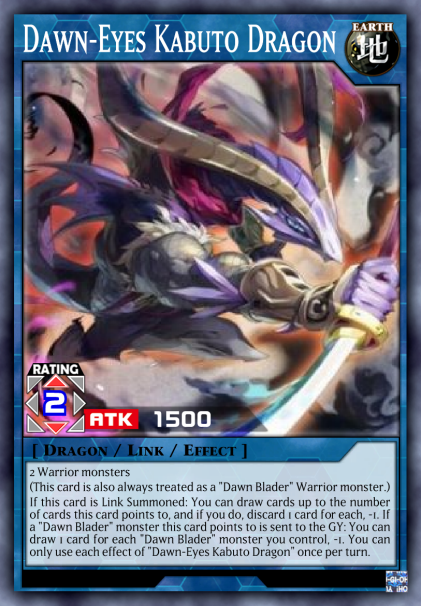 DAWN-EYES KABUTO DRAGON
EARTH
地
RATING
2
ATK 1500
[ DRAGON / LINK / EFFECT ]
2 Warrior monsters
(This card is also always treated as a "Dawn Blader" Warrior monster.)
If this card is Link Summoned: You can draw cards up to the number
of cards this card points to, and if you do, discard 1 card for each, -1. If
a "Dawn Blader" monster this card points to is sent to the GY: You can
draw 1 card for each "Dawn Blader" monster you control, -1. You can
only use each effect of "Dawn-Eyes Kabuto Dragon" once per turn.